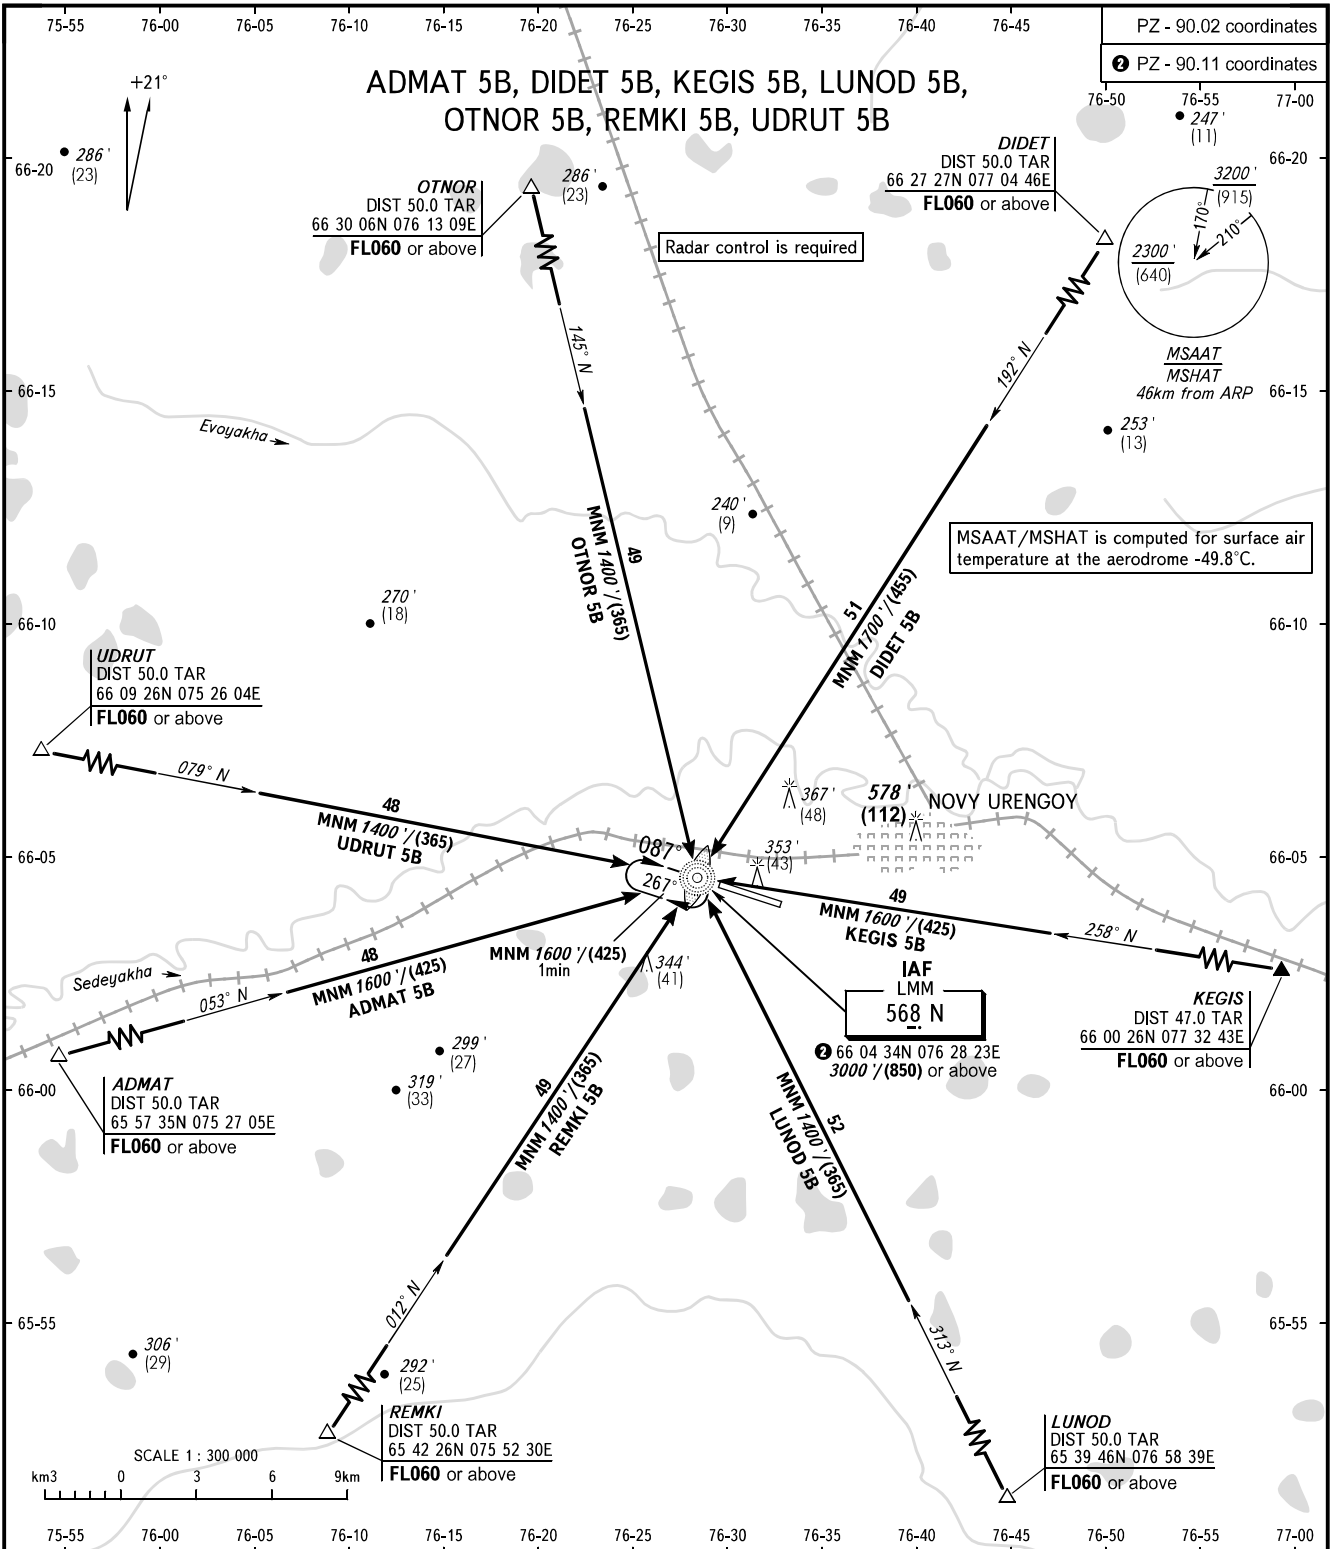 75-55 76-00 76-05 76-10 76-15 76-20 76-25 76-30 76-35 76-40 76-45
PZ - 90.02 coordinates
❷ PZ - 90.11 coordinates
76-50 76-55 77-00
+21°
ADMAT 5B, DIDET 5B, KEGIS 5B, LUNOD 5B,
OTNOR 5B, REMKI 5B, UDRUT 5B
247'
(11)
286'
(23)
66-20
66-20
OTNOR
DIST 50.0 TAR
66 30 06N 076 13 09E
FL060 or above
286'
(23)
DIDET
DIST 50.0 TAR
66 27 27N 077 04 46E
FL060 or above
3200'
(915)
170°
210°
2300'
(640)
MSAAT
MSHAT
46km from ARP
Radar control is required
145° N
192° N
66-15
66-15
Evoyakha
253'
(13)
240'
(9)
MSAAT/MSHAT is computed for surface air
temperature at the aerodrome -49.8°C.
49
MNM 1400'/(365)
OTNOR 5B
51
MNM 1700'/(455)
DIDET 5B
270'
(18)
66-10
66-10
UDRUT
DIST 50.0 TAR
66 09 26N 075 26 04E
FL060 or above
079° N
48
MNM 1400'/(365)
UDRUT 5B
367'
(48)
578'
(112)
NOVY URENGOY
353'
(43)
66-05
66-05
087°
267°
49
MNM 1600'/(425)
KEGIS 5B
258° N
MNM 1600'/(425)
1min
344'
(41)
Sedeyakha
053° N
48
MNM 1600'/(425)
ADMAT 5B
IAF
LMM
568 N
–.
❷ 66 04 34N 076 28 23E
3000'/(850) or above
KEGIS
DIST 47.0 TAR
66 00 26N 077 32 43E
FL060 or above
299'
(27)
319'
(33)
66-00
66-00
ADMAT
DIST 50.0 TAR
65 57 35N 075 27 05E
FL060 or above
49
MNM 1400'/(365)
REMKI 5B
52
MNM 1400'/(365)
LUNOD 5B
012° N
313° N
65-55
65-55
306'
(29)
292'
(25)
REMKI
DIST 50.0 TAR
65 42 26N 075 52 30E
FL060 or above
LUNOD
DIST 50.0 TAR
65 39 46N 076 58 39E
FL060 or above
SCALE 1 : 300 000
km3 0 3 6 9km
75-55 76-00 76-05 76-10 76-15 76-20 76-25 76-30 76-35 76-40 76-45 76-50 76-55 77-00